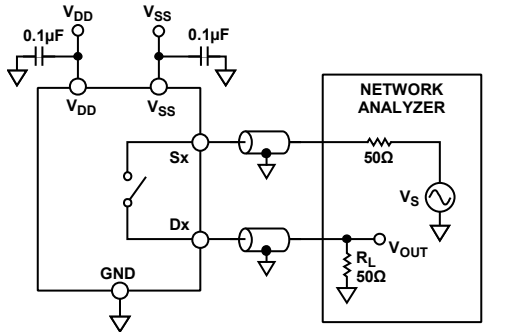 VDD
VSS
0.1µF
0.1µF
VDD
VSS
NETWORK
ANALYZER
Sx
50Ω
VS
Dx
VOUT
RL
50Ω
GND